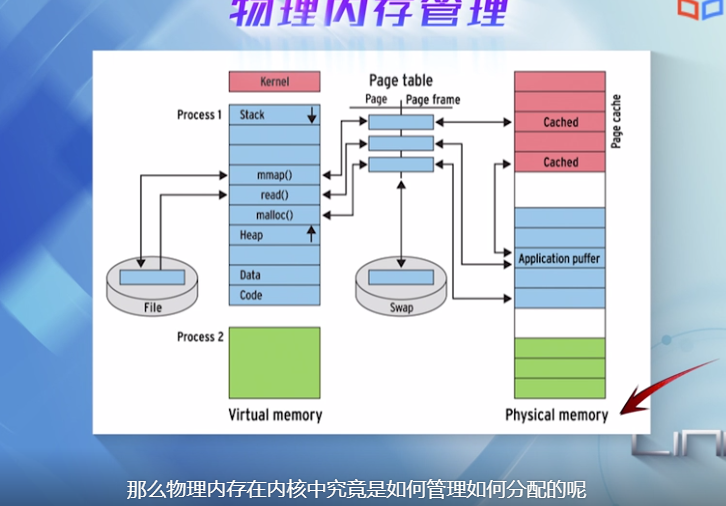 物理内存管理
Kernel
Process 1
Stack
mmap()
read()
malloc()
Heap
Data
Code
File
Process 2
Virtual memory
Page table
Page
Page frame
Swap
Cached
Cached
Page cache
Application puffer
Physical memory
那么物理内存在内核中究竟是如何管理如何分配的呢